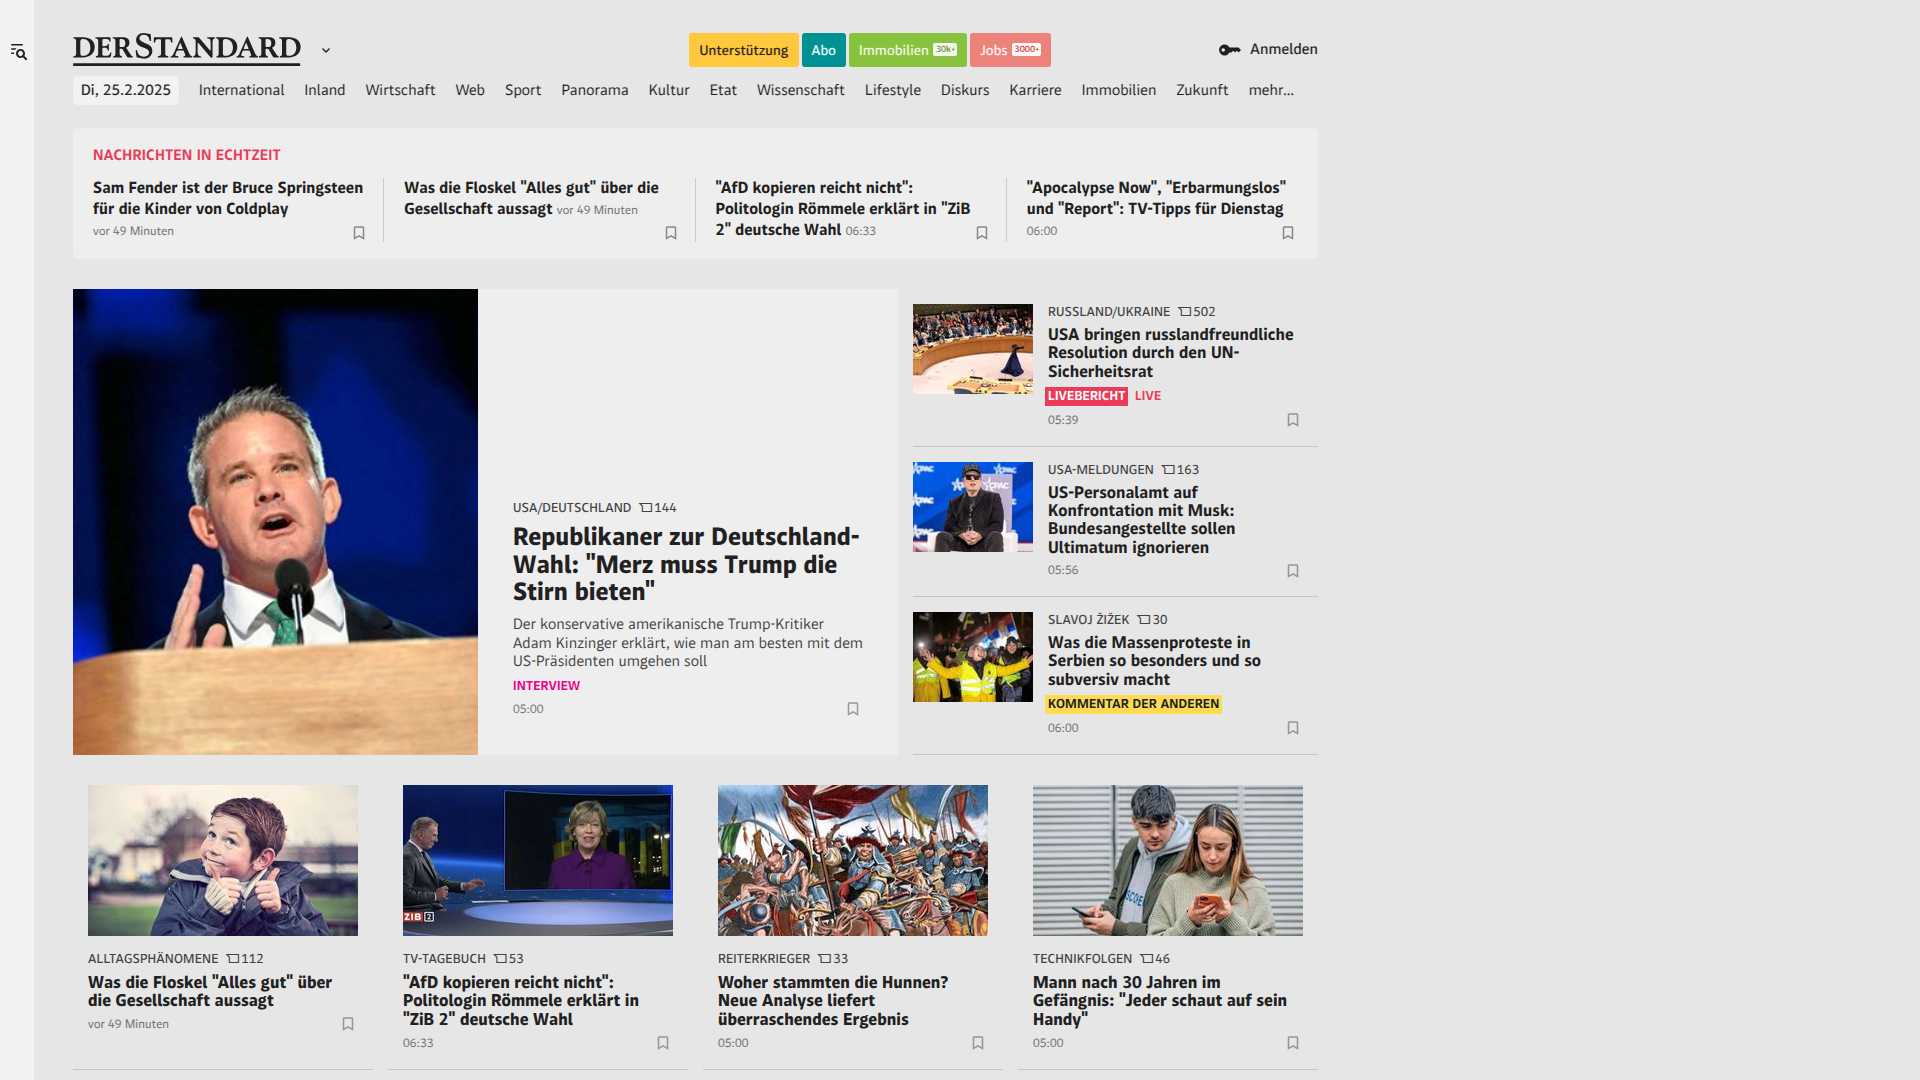 DERSTANDARD
Unterstützung
Abo
Immobilien 30k+
Jobs 3000+
Anmelden
Di, 25.2.2025
International
Inland
Wirtschaft
Web
Sport
Panorama
Kultur
Etat
Wissenschaft
Lifestyle
Diskurs
Karriere
Immobilien
Zukunft
mehr...
NACHRICHTEN IN ECHTZEIT
Sam Fender ist der Bruce Springsteen
für die Kinder von Coldplay
vor 49 Minuten
Was die Floskel "Alles gut" über die
Gesellschaft aussagt vor 49 Minuten
"AfD kopieren reicht nicht":
Politologin Römmele erklärt in "ZiB
2" deutsche Wahl 06:33
"Apocalypse Now", "Erbarmungslos"
und "Report": TV-Tipps für Dienstag
06:00
USA/DEUTSCHLAND 144
Republikaner zur Deutschland-
Wahl: "Merz muss Trump die
Stirn bieten"
Der konservative amerikanische Trump-Kritiker
Adam Kinzinger erklärt, wie man am besten mit dem
US-Präsidenten umgehen soll
INTERVIEW
05:00
RUSSLAND/UKRAINE 502
USA bringen russlandfreundliche
Resolution durch den UN-
Sicherheitsrat
LIVEBERICHT LIVE
05:39
USA-MELDUNGEN 163
US-Personalamt auf
Konfrontation mit Musk:
Bundesangestellte sollen
Ultimatum ignorieren
05:56
SLAVOJ ŽIŽEK 30
Was die Massenproteste in
Serbien so besonders und so
subversiv macht
KOMMENTAR DER ANDEREN
06:00
ALLTAGSPHÄNOMENE 112
Was die Floskel "Alles gut" über
die Gesellschaft aussagt
vor 49 Minuten
ZIB 2
TV-TAGEBUCH 53
"AfD kopieren reicht nicht":
Politologin Römmele erklärt in
"ZiB 2" deutsche Wahl
06:33
REITERKRIEGER 33
Woher stammten die Hunnen?
Neue Analyse liefert
überraschendes Ergebnis
05:00
TECHNIKFOLGEN 46
Mann nach 30 Jahren im
Gefängnis: "Jeder schaut auf sein
Handy"
05:00